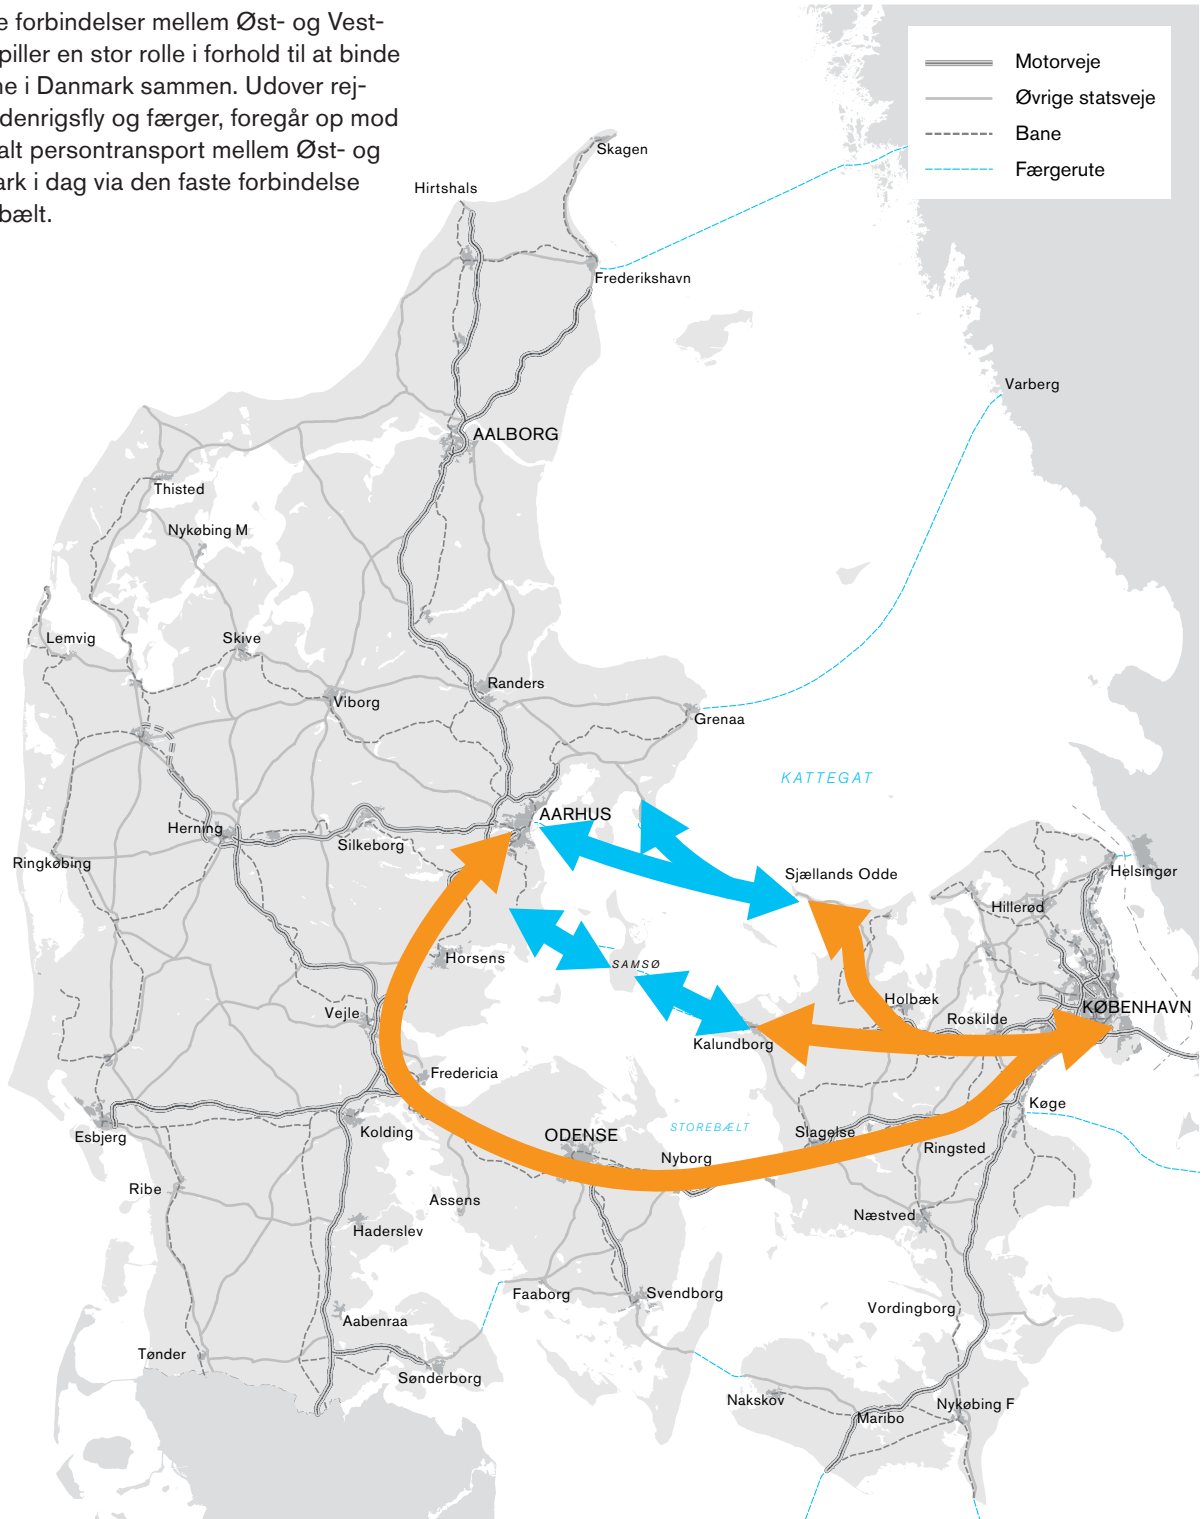 e forbindelser mellem Øst- og Vest-
piller en stor rolle i forhold til at binde
ne i Danmark sammen. Udover rej-
denrigsfly og færger, foregår op mod
alt persontransport mellem Øst- og
ark i dag via den faste forbindelse
bælt.
Motorveje
Øvrige statsveje
Bane
Færgerute
Skagen
Hirtshals
Frederikshavn
Varberg
AALBORG
Thisted
Nykøbing M
Lemvig
Skive
Randers
Viborg
Grenaa
KATTEGAT
AARHUS
Herning
Silkeborg
Ringkøbing
Sjællands Odde
Helsingør
Hillerød
Horsens
SAMSØ
Holbæk
KØBENHAVN
Vejle
Roskilde
Kalundborg
Fredericia
Køge
Esbjerg
Kolding
ODENSE
STOREBÆLT
Slagelse
Ringsted
Nyborg
Ribe
Assens
Haderslev
Næstved
Faaborg
Svendborg
Vordingborg
Aabenraa
Tønder
Sønderborg
Nakskov
Maribo
Nykøbing F